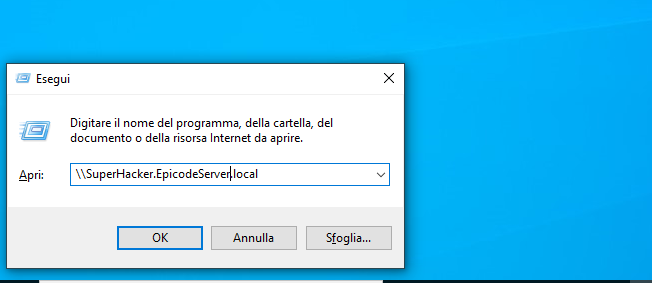 Esegui
Digitare il nome del programma, della cartella, del
documento o della risorsa Internet da aprire.
Apri: \\SuperHacker.EpicodeServer.local
OK Annulla Sfoglia...